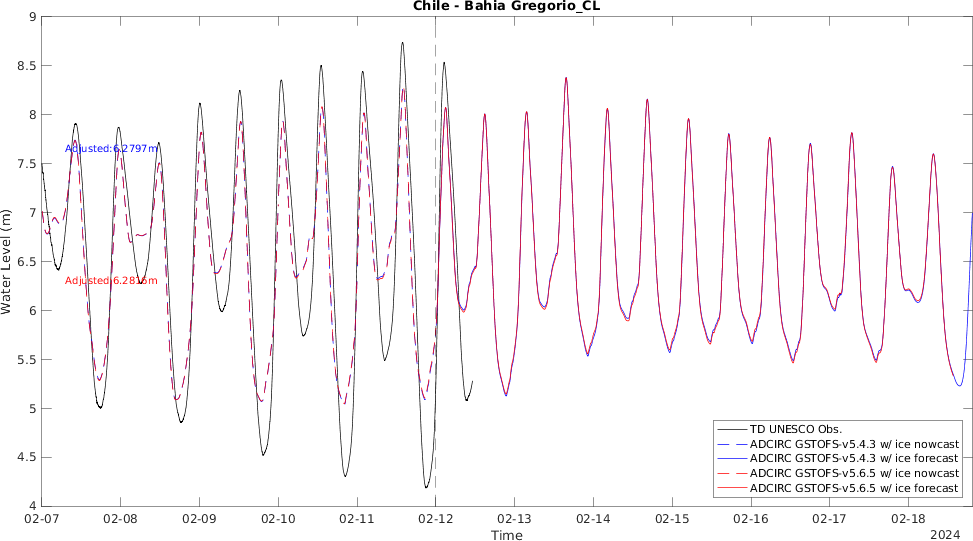 Chile - Bahia Gregorio_CL
9
8.5
8
7.5
7
6.5
6
5.5
5
4.5
4
Water Level (m)
Adjusted:6.2797m
Adjusted:6.2816m
TD UNESCO Obs.
ADCIRC GSTOFS-v5.4.3 w/ ice nowcast
ADCIRC GSTOFS-v5.4.3 w/ ice forecast
ADCIRC GSTOFS-v5.6.5 w/ ice nowcast
ADCIRC GSTOFS-v5.6.5 w/ ice forecast
02-07 02-08 02-09 02-10 02-11 02-12 02-13 02-14 02-15 02-16 02-17 02-18
Time
2024